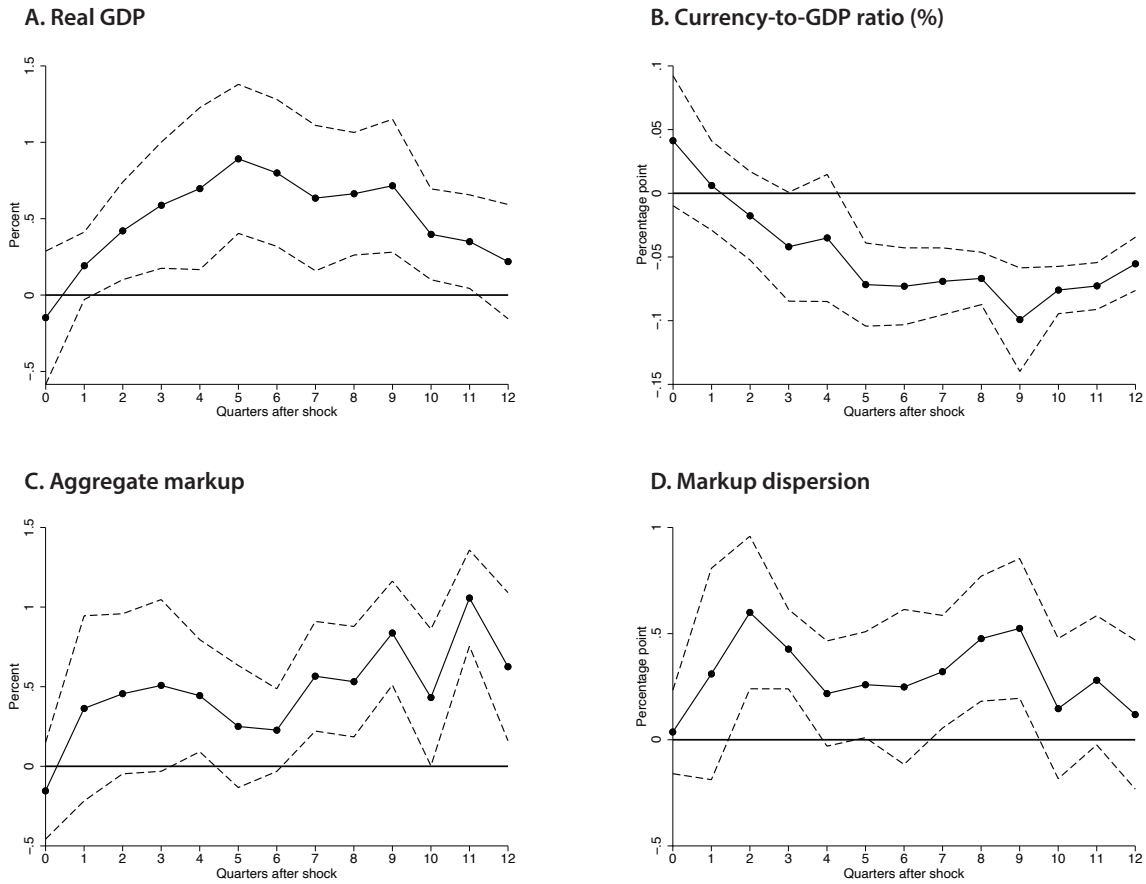 A. Real GDP
1.5
1
.5
0
-.5
Percent
0 1 2 3 4 5 6 7 8 9 10 11 12
Quarters after shock
B. Currency-to-GDP ratio (%)
.1
.05
0
-.05
-.1
-.15
Percentage point
0 1 2 3 4 5 6 7 8 9 10 11 12
Quarters after shock
C. Aggregate markup
1.5
1
.5
0
-.5
Percent
0 1 2 3 4 5 6 7 8 9 10 11 12
Quarters after shock
D. Markup dispersion
1
.5
0
-.5
Percentage point
0 1 2 3 4 5 6 7 8 9 10 11 12
Quarters after shock